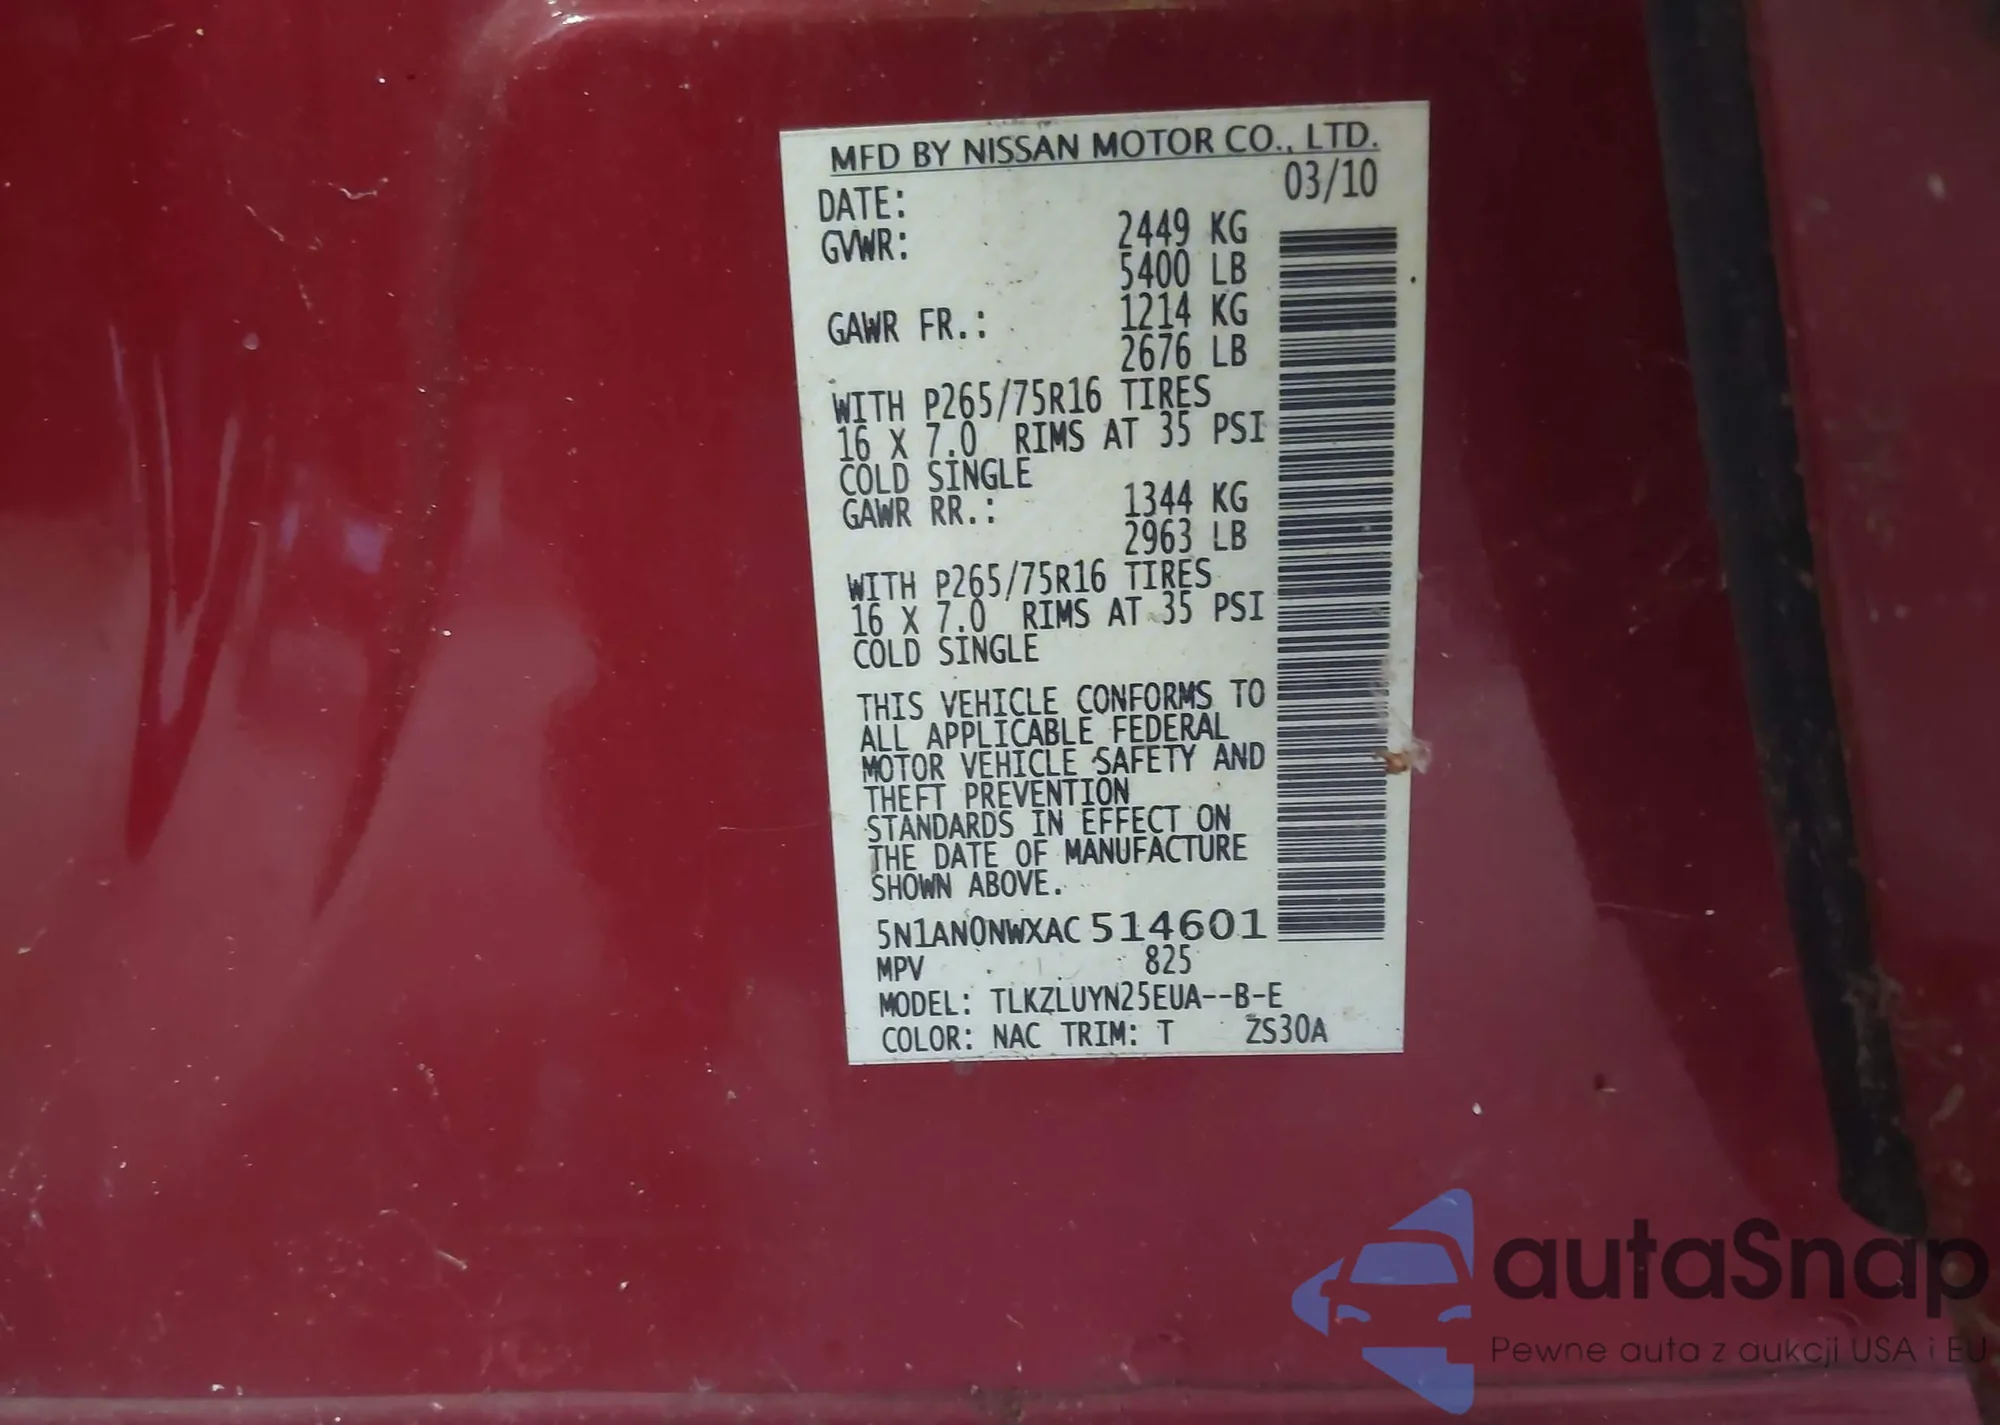 MFD BY NISSAN MOTOR CO., LTD.
DATE: 03/10
GVWR: 2449 KG
5400 LB
GAWR FR.: 1214 KG
2676 LB
WITH P265/75R16 TIRES
16 X 7.0 RIMS AT 35 PSI
COLD SINGLE
GAWR RR.: 1344 KG
2963 LB
WITH P265/75R16 TIRES
16 X 7.0 RIMS AT 35 PSI
COLD SINGLE
THIS VEHICLE CONFORMS TO
ALL APPLICABLE FEDERAL
MOTOR VEHICLE SAFETY AND
THEFT PREVENTION
STANDARDS IN EFFECT ON
THE DATE OF MANUFACTURE
SHOWN ABOVE.
5N1AN0NWXAC514601
MPV 825
MODEL: TLKZLUYN25EUA--B-E
COLOR: NAC TRIM: T ZS30A
autaSnap
Pewne auta z aukcji USA i EU